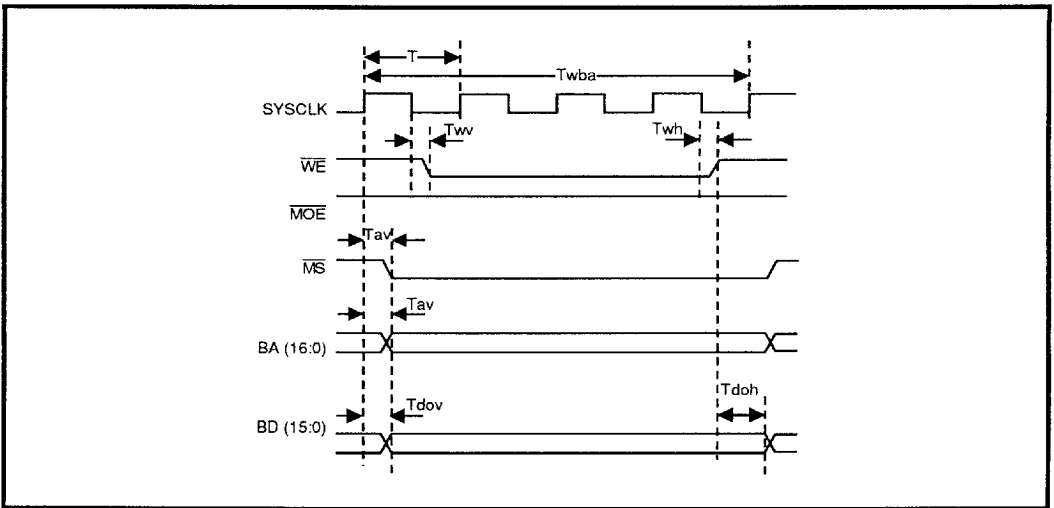 T
Twba
SYSCLK
Twv
Twh
WE
MOE
Tav
MS
Tav
BA (16:0)
Tdov
Tdoh
BD (15:0)